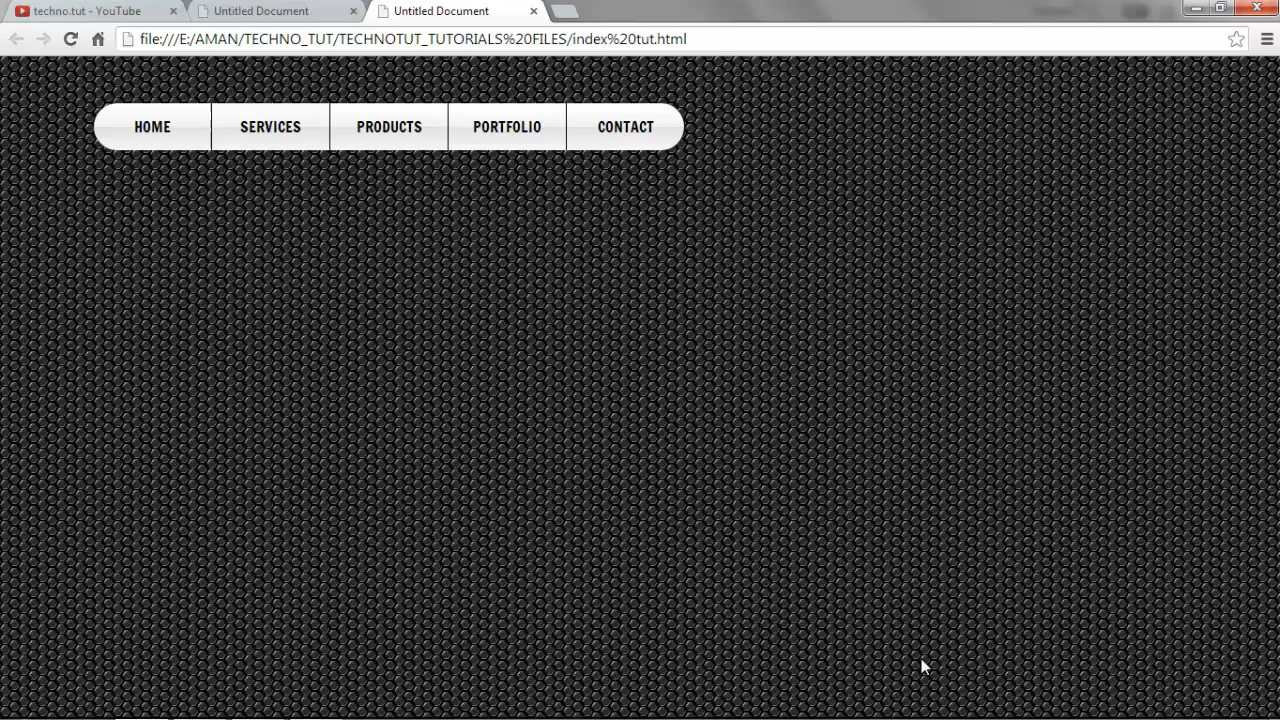 techno.tut - YouTube
Untitled Document
Untitled Document
file:///E:/AMAN/TECHNO_TUT/TECHNOTUT_TUTORIALS%20FILES/index%20tut.html
HOME SERVICES PRODUCTS PORTFOLIO CONTACT